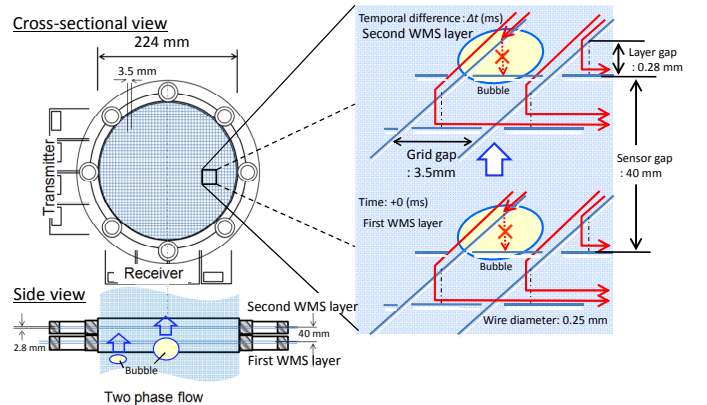 Cross-sectional view
224 mm
3.5 mm
Transmitter
Receiver
Side view
Second WMS layer
40 mm
2.8 mm
First WMS layer
Bubble
Two phase flow
Temporal difference: Δt (ms)
Second WMS layer
Bubble
Layer gap
: 0.28 mm
Grid gap
: 3.5mm
Sensor gap
: 40 mm
Time: +0 (ms)
First WMS layer
Bubble
Wire diameter: 0.25 mm